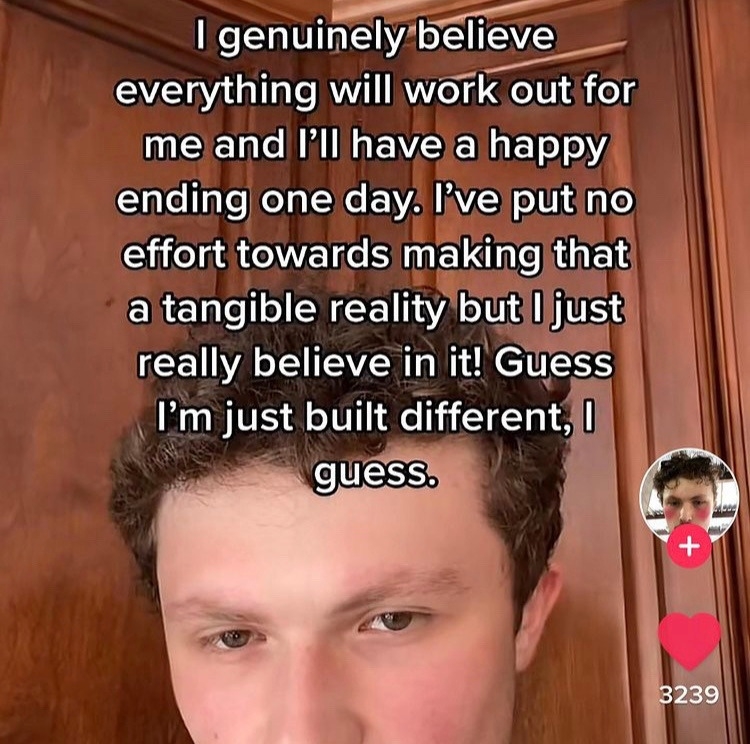 I genuinely believe
everything will work out for
me and I'll have a happy
ending one day. I've put no
effort towards making that
a tangible reality but I just
really believe in it! Guess
I'm just built different, I
guess.
3239